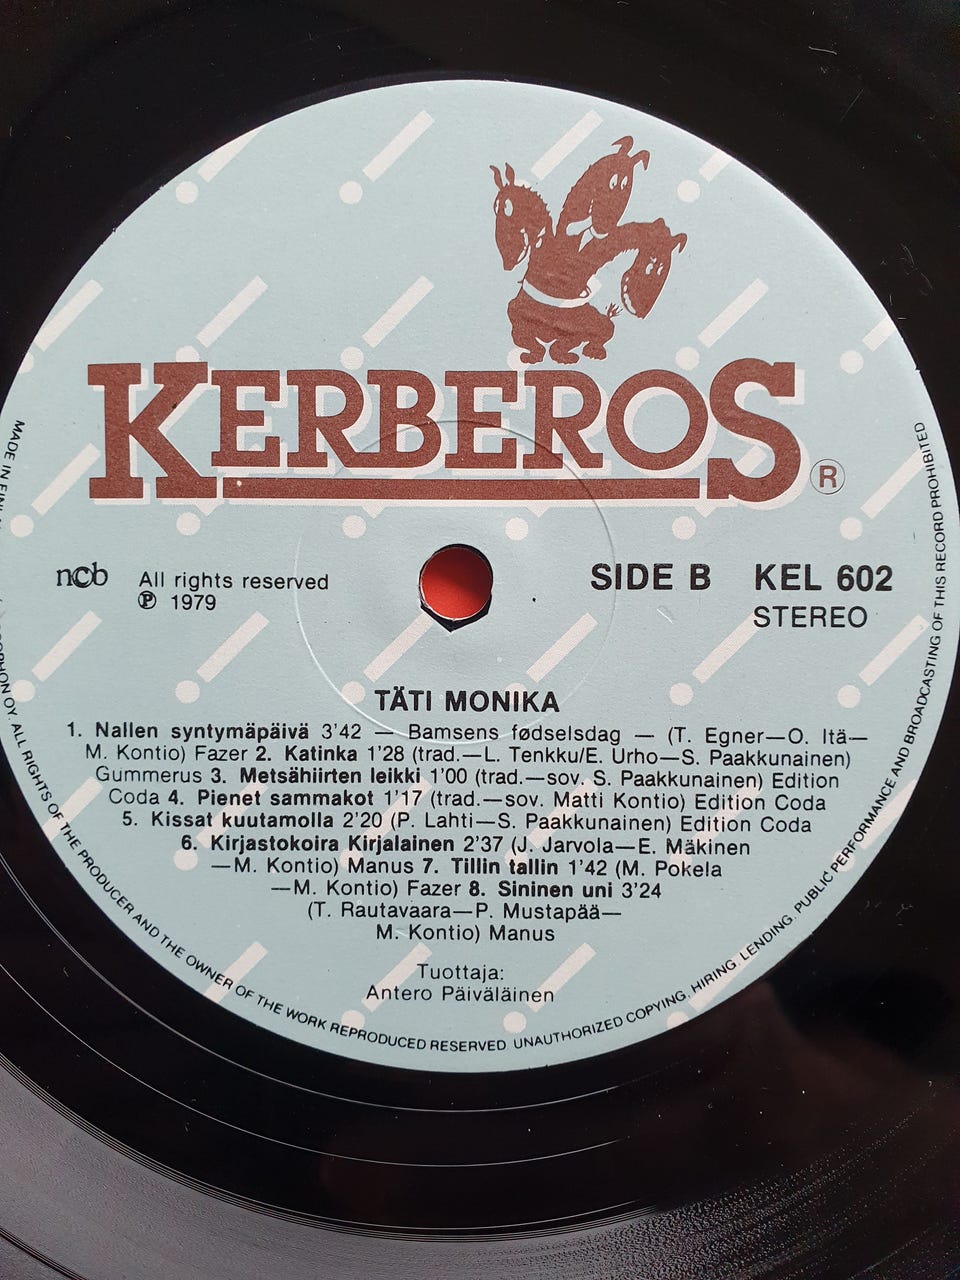 KERBEROS
®
ncb
All rights reserved
℗ 1979
SIDE B KEL 602
STEREO
TÄTI MONIKA
1. Nallen syntymäpäivä 3'42 — Bamsens fødselsdag — (T. Egner—O. Itä—
M. Kontio) Fazer 2. Katinka 1'28 (trad.—L. Tenkku/E. Urho—S. Paakkunainen)
Gummerus 3. Metsähiirten leikki 1'00 (trad.—sov. S. Paakkunainen) Edition
Coda 4. Pienet sammakot 1'17 (trad.—sov. Matti Kontio) Edition Coda
5. Kissat kuutamolla 2'20 (P. Lahti—S. Paakkunainen) Edition Coda
6. Kirjastokoira Kirjalainen 2'37 (J. Jarvola—E. Mäkinen
—M. Kontio) Manus 7. Tillin tallin 1'42 (M. Pokela
—M. Kontio) Fazer 8. Sininen uni 3'24
(T. Rautavaara—P. Mustapää—
M. Kontio) Manus
Tuottaja:
Antero Päiväläinen
MADE IN
OY. ALL RIGHTS OF THE PRODUCER AND THE OWNER OF THE WORK REPRODUCED RESERVED. UNAUTHORIZED COPYING, HIRING, LENDING, PUBLIC PERFORMANCE AND BROADCASTING OF THIS RECORD PROHIBITED